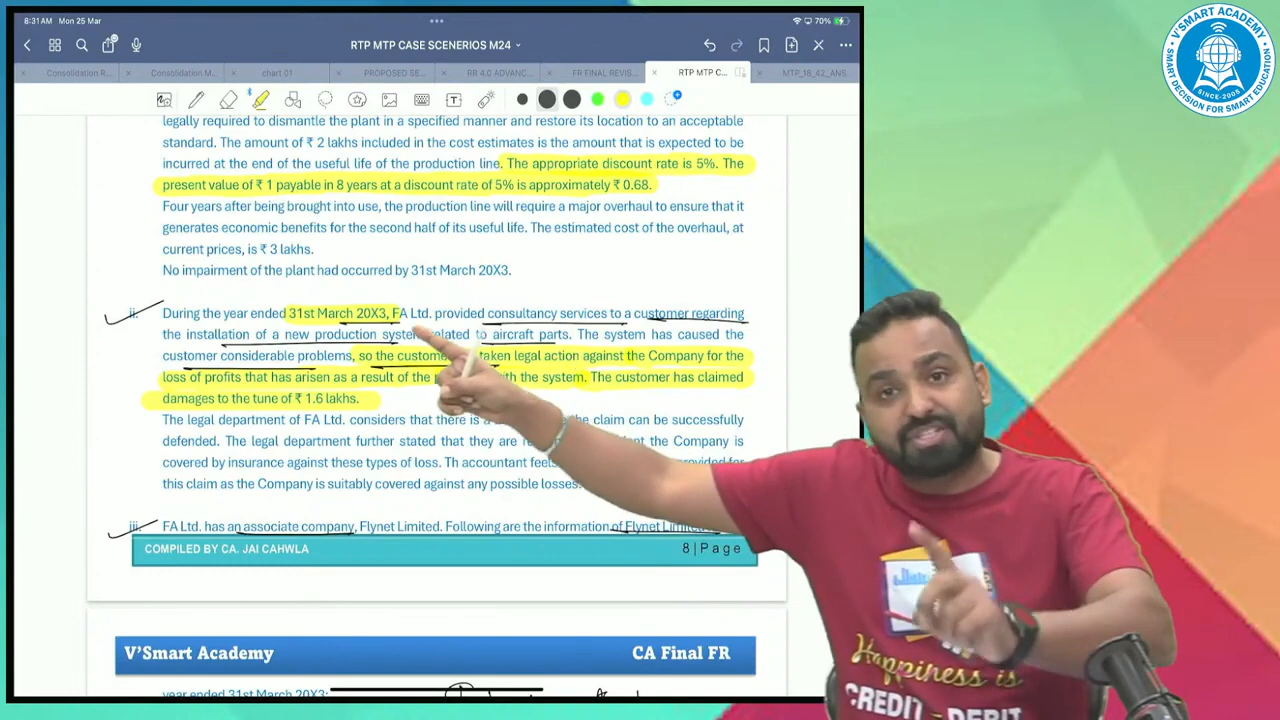 8:31 AM Mon 25 Mar
70%
RTP MTP CASE SCENERIOS M24
Consolidation R...
Consolidation M...
chart 01
PROPOSED SE...
RR 4.0 ADVANC...
FR FINAL REVIS...
RTP MTP C...
MTP_18_42_ANS
legally required to dismantle the plant in a specified manner and restore its location to an acceptable
standard. The amount of ₹ 2 lakhs included in the cost estimates is the amount that is expected to be
incurred at the end of the useful life of the production line. The appropriate discount rate is 5%. The
present value of ₹ 1 payable in 8 years at a discount rate of 5% is approximately ₹ 0.68.
Four years after being brought into use, the production line will require a major overhaul to ensure that it
generates economic benefits for the second half of its useful life. The estimated cost of the overhaul, at
current prices, is ₹ 3 lakhs.
No impairment of the plant had occurred by 31st March 20X3.
ii. During the year ended 31st March 20X3, FA Ltd. provided consultancy services to a customer regarding
the installation of a new production system related to aircraft parts. The system has caused the
customer considerable problems, so the customer taken legal action against the Company for the
loss of profits that has arisen as a result of the with the system. The customer has claimed
damages to the tune of ₹ 1.6 lakhs.
The legal department of FA Ltd. considers that there is a the claim can be successfully
defended. The legal department further stated that they are the Company is
covered by insurance against these types of loss. Th accountant feels provided for
this claim as the Company is suitably covered against any possible losses.
iii. FA Ltd. has an associate company, Flynet Limited. Following are the information of Flynet Limited
COMPILED BY CA. JAI CAHWLA
8 | Page
V'Smart Academy
CA Final FR
year ended 31st March 20X3:
V'SMART ACADEMY
SINCE-2005
SMART DECISION FOR SMART EDUCATION
Happiness is
CREDIT DEBIT